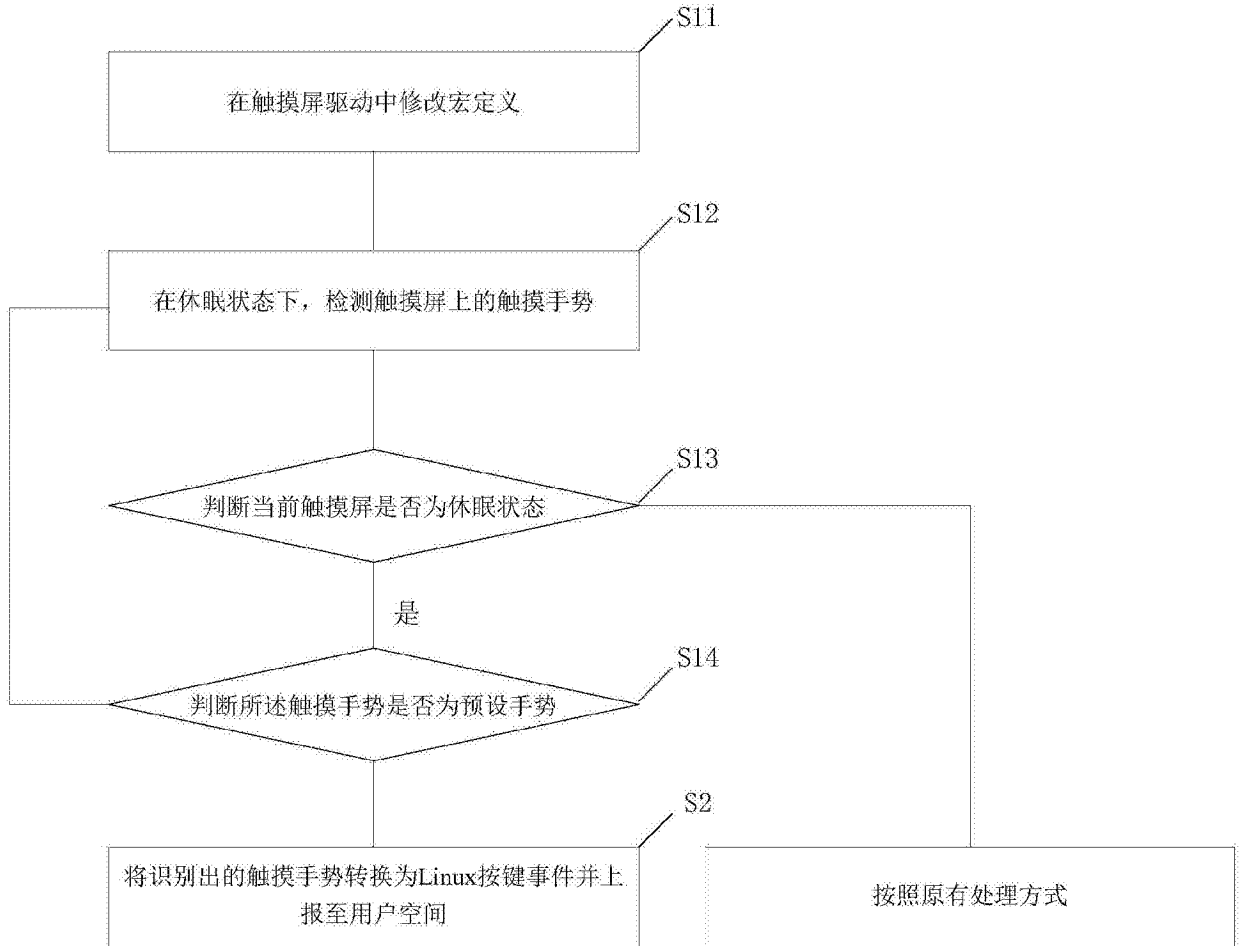 S11
在触摸屏驱动中修改宏定义
S12
在休眠状态下，检测触摸屏上的触摸手势
S13
判断当前触摸屏是否为休眠状态
是
S14
判断所述触摸手势是否为预设手势
S2
将识别出的触摸手势转换为Linux按键事件并上
报至用户空间
按照原有处理方式